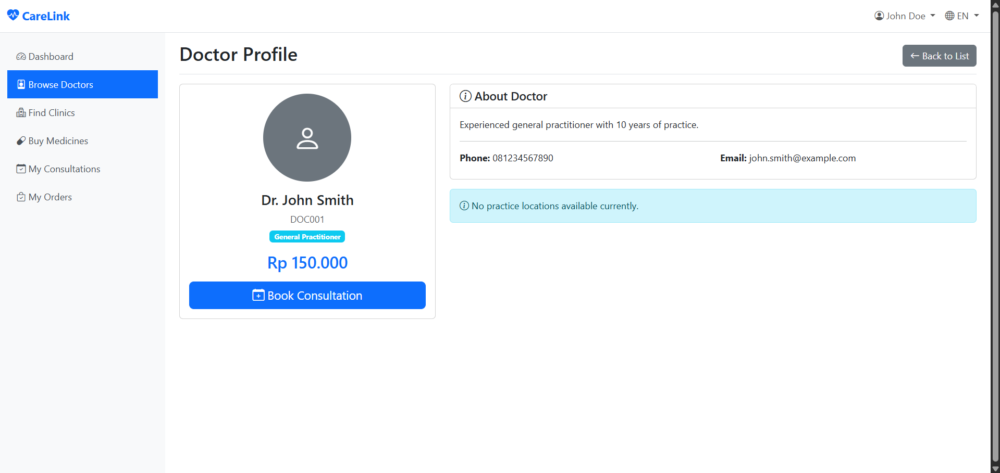 CareLink
John Doe
EN
Dashboard
Browse Doctors
Find Clinics
Buy Medicines
My Consultations
My Orders
Doctor Profile
Back to List
Dr. John Smith
DOC001
General Practitioner
Rp 150.000
Book Consultation
About Doctor
Experienced general practitioner with 10 years of practice.
Phone: 081234567890
Email: john.smith@example.com
No practice locations available currently.